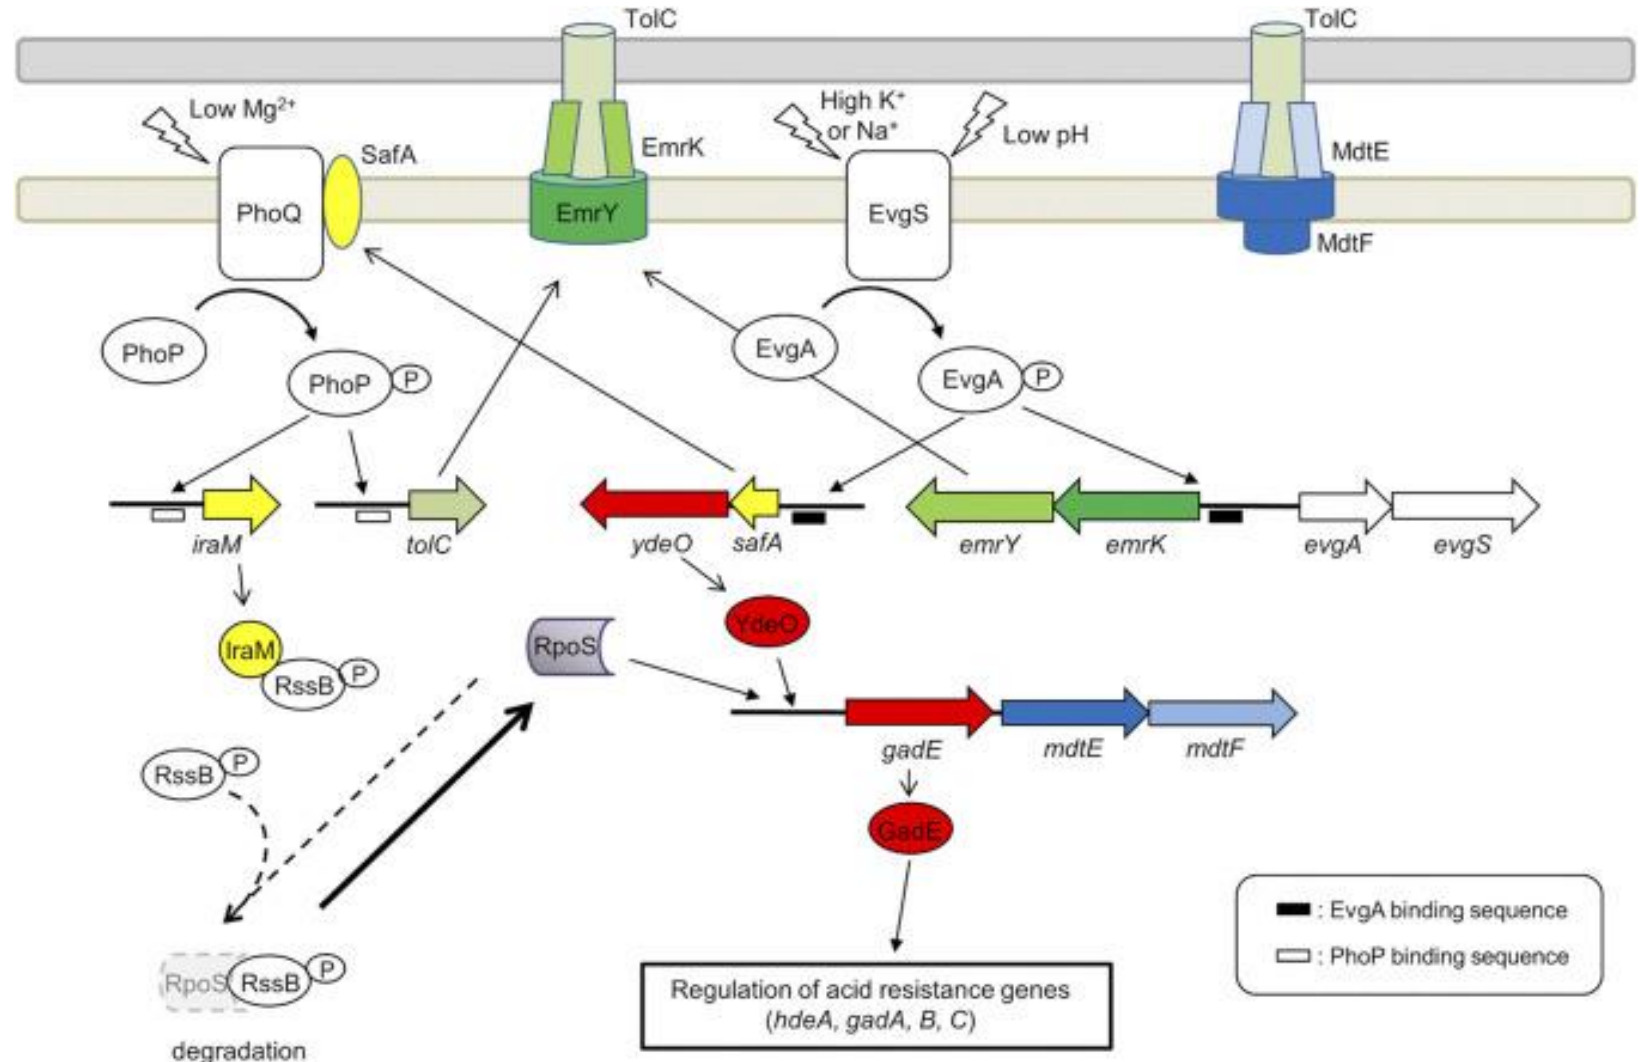 TolC
TolC
Low Mg²⁺
High K⁺
or Na⁺
Low pH
SafA
EmrK
MdtE
PhoQ
EmrY
EvgS
MdtF
PhoP
EvgA
PhoP
P
EvgA
P
iraM
tolC
ydeO
safA
emrY
emrK
evgA
evgS
YdeO
IraM
RssB
P
RpoS
gadE
mdtE
mdtF
RssB
P
GadE
RpoS
RssB
P
degradation
Regulation of acid resistance genes
(hdeA, gadA, B, C)
: EvgA binding sequence
: PhoP binding sequence